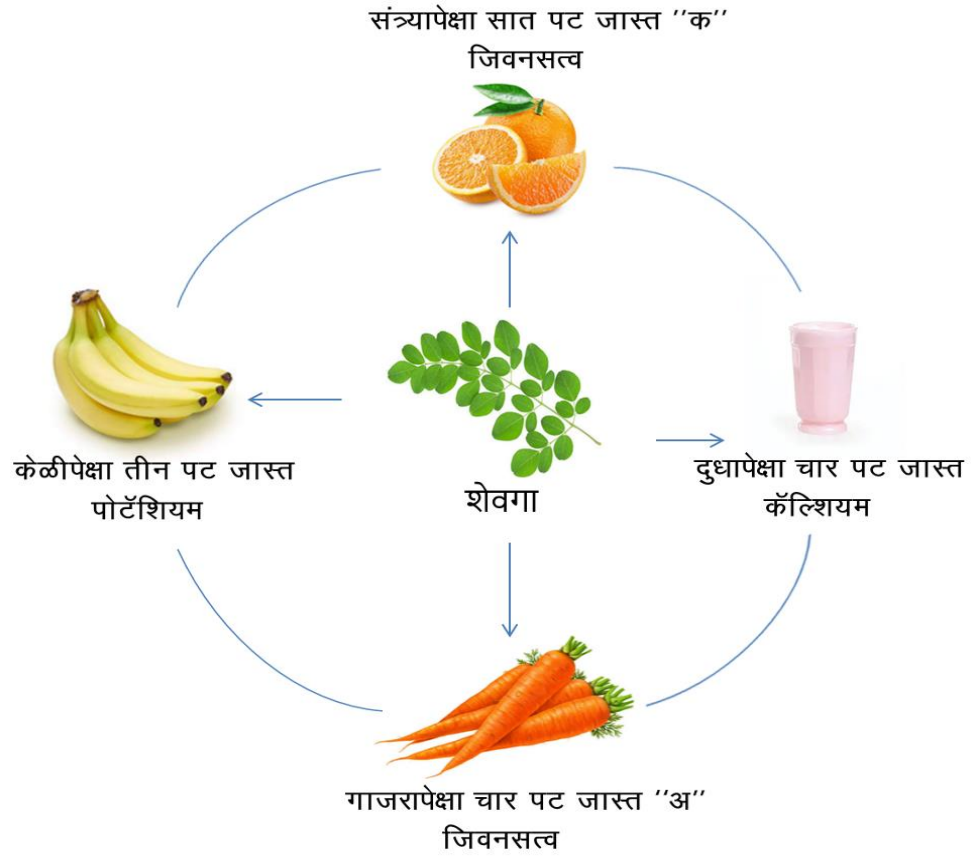 संत्र्यापेक्षा सात पट जास्त ’’क’’
जिवनसत्व
केळीपेक्षा तीन पट जास्त
पोटॅशियम
शेवगा
दुधापेक्षा चार पट जास्त
कॅल्शियम
गाजरापेक्षा चार पट जास्त ’’अ’’
जिवनसत्व